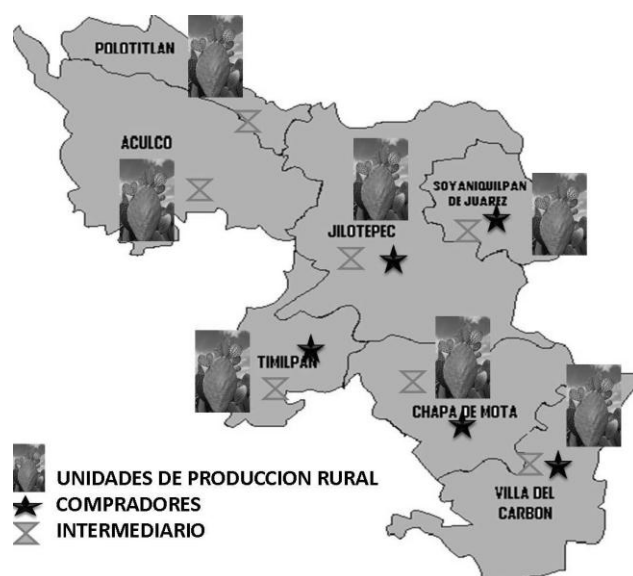 POLOTITLAN
ACULCO
SOYANIQUILPAN
DE JUAREZ
JILOTEPEC
TIMILPAN
CHAPA DE MOTA
VILLA DEL
CARBON
UNIDADES DE PRODUCCION RURAL
COMPRADORES
INTERMEDIARIO